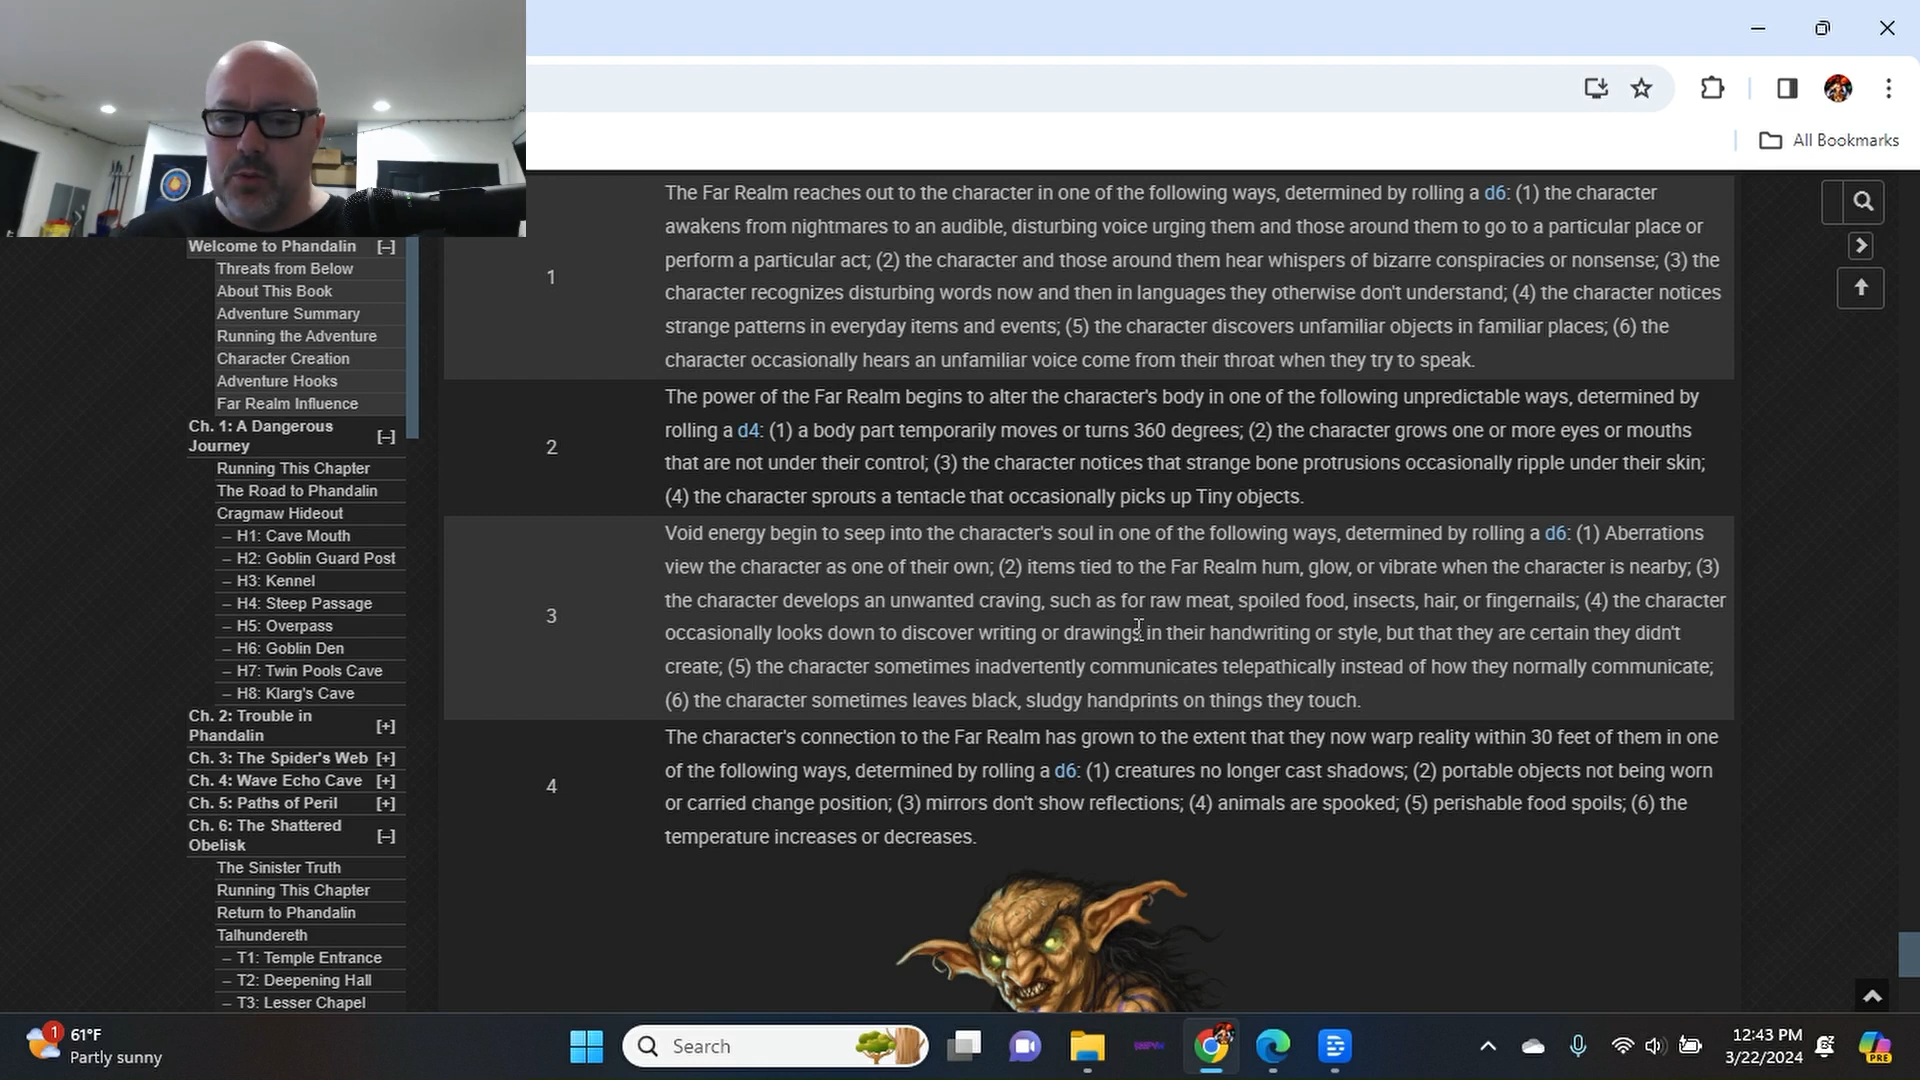 All Bookmarks
Welcome to Phandalin [–]
Threats from Below
About This Book
Adventure Summary
Running the Adventure
Character Creation
Adventure Hooks
Far Realm Influence
Ch. 1: A Dangerous
Journey [–]
Running This Chapter
The Road to Phandalin
Cragmaw Hideout
– H1: Cave Mouth
– H2: Goblin Guard Post
– H3: Kennel
– H4: Steep Passage
– H5: Overpass
– H6: Goblin Den
– H7: Twin Pools Cave
– H8: Klarg's Cave
Ch. 2: Trouble in
Phandalin [+]
Ch. 3: The Spider's Web [+]
Ch. 4: Wave Echo Cave [+]
Ch. 5: Paths of Peril [+]
Ch. 6: The Shattered
Obelisk [–]
The Sinister Truth
Running This Chapter
Return to Phandalin
Talhundereth
– T1: Temple Entrance
– T2: Deepening Hall
– T3: Lesser Chapel
1
The Far Realm reaches out to the character in one of the following ways, determined by rolling a d6: (1) the character
awakens from nightmares to an audible, disturbing voice urging them and those around them to go to a particular place or
perform a particular act; (2) the character and those around them hear whispers of bizarre conspiracies or nonsense; (3) the
character recognizes disturbing words now and then in languages they otherwise don't understand; (4) the character notices
strange patterns in everyday items and events; (5) the character discovers unfamiliar objects in familiar places; (6) the
character occasionally hears an unfamiliar voice come from their throat when they try to speak.
2
The power of the Far Realm begins to alter the character's body in one of the following unpredictable ways, determined by
rolling a d4: (1) a body part temporarily moves or turns 360 degrees; (2) the character grows one or more eyes or mouths
that are not under their control; (3) the character notices that strange bone protrusions occasionally ripple under their skin;
(4) the character sprouts a tentacle that occasionally picks up Tiny objects.
3
Void energy begin to seep into the character's soul in one of the following ways, determined by rolling a d6: (1) Aberrations
view the character as one of their own; (2) items tied to the Far Realm hum, glow, or vibrate when the character is nearby; (3)
the character develops an unwanted craving, such as for raw meat, spoiled food, insects, hair, or fingernails; (4) the character
occasionally looks down to discover writing or drawings in their handwriting or style, but that they are certain they didn't
create; (5) the character sometimes inadvertently communicates telepathically instead of how they normally communicate;
(6) the character sometimes leaves black, sludgy handprints on things they touch.
4
The character's connection to the Far Realm has grown to the extent that they now warp reality within 30 feet of them in one
of the following ways, determined by rolling a d6: (1) creatures no longer cast shadows; (2) portable objects not being worn
or carried change position; (3) mirrors don't show reflections; (4) animals are spooked; (5) perishable food spoils; (6) the
temperature increases or decreases.
1
61°F
Partly sunny
Search
12:43 PM
3/22/2024
PRE